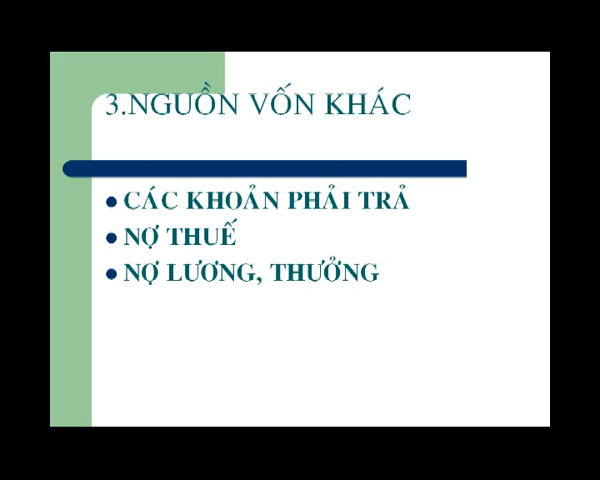 3.NGUỒN VỐN KHÁC
CÁC KHOẢN PHẢI TRẢ
NỢ THUẾ
NỢ LƯƠNG, THƯỞNG